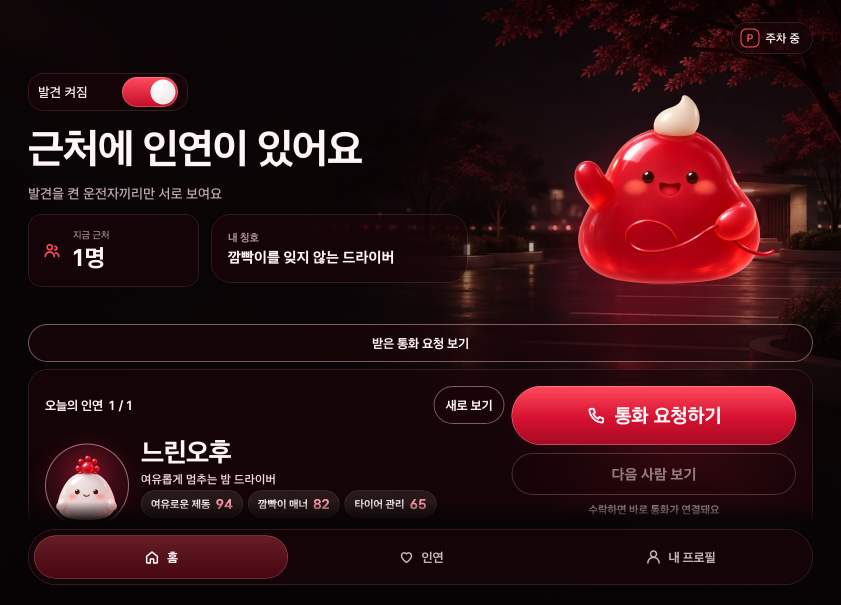 P 주차 중
발견 켜짐
근처에 인연이 있어요
발견을 켠 운전자끼리만 서로 보여요
지금 근처
1명
내 칭호
깜빡이를 잊지 않는 드라이버
받은 통화 요청 보기
오늘의 인연 1 / 1
새로 보기
느린오후
여유롭게 멈추는 밤 드라이버
여유로운 제동 94 깜빡이 매너 82 타이어 관리 65
통화 요청하기
다음 사람 보기
수락하면 바로 통화가 연결돼요
홈 인연 내 프로필